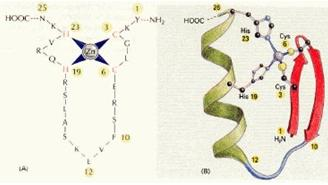 25 23 3 1
HOOC-N K H C K Y-NH₂
V G
R Zn L
Q H 19 6 C
R E
S R
L S
A F 10
S
K E V
12
(A)
26
HOOC
His
23
Cys
6
His 19
Cys
3
1
H₂N
12
10
(B)